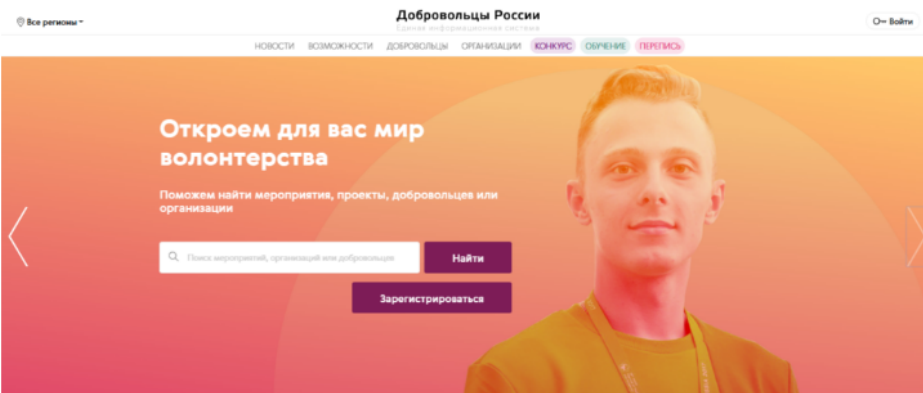 Все регионы
Добровольцы России
Единая информационная система
Войти
НОВОСТИ ВОЗМОЖНОСТИ ДОБРОВОЛЬЦЫ ОРГАНИЗАЦИИ КОНКУРС ОБУЧЕНИЕ ПЕРЕПИСЬ
Откроем для вас мир
волонтерства
Поможем найти мероприятия, проекты, добровольцев или
организации
Поиск мероприятий, организаций или добровольцев
Найти
Зарегистрироваться